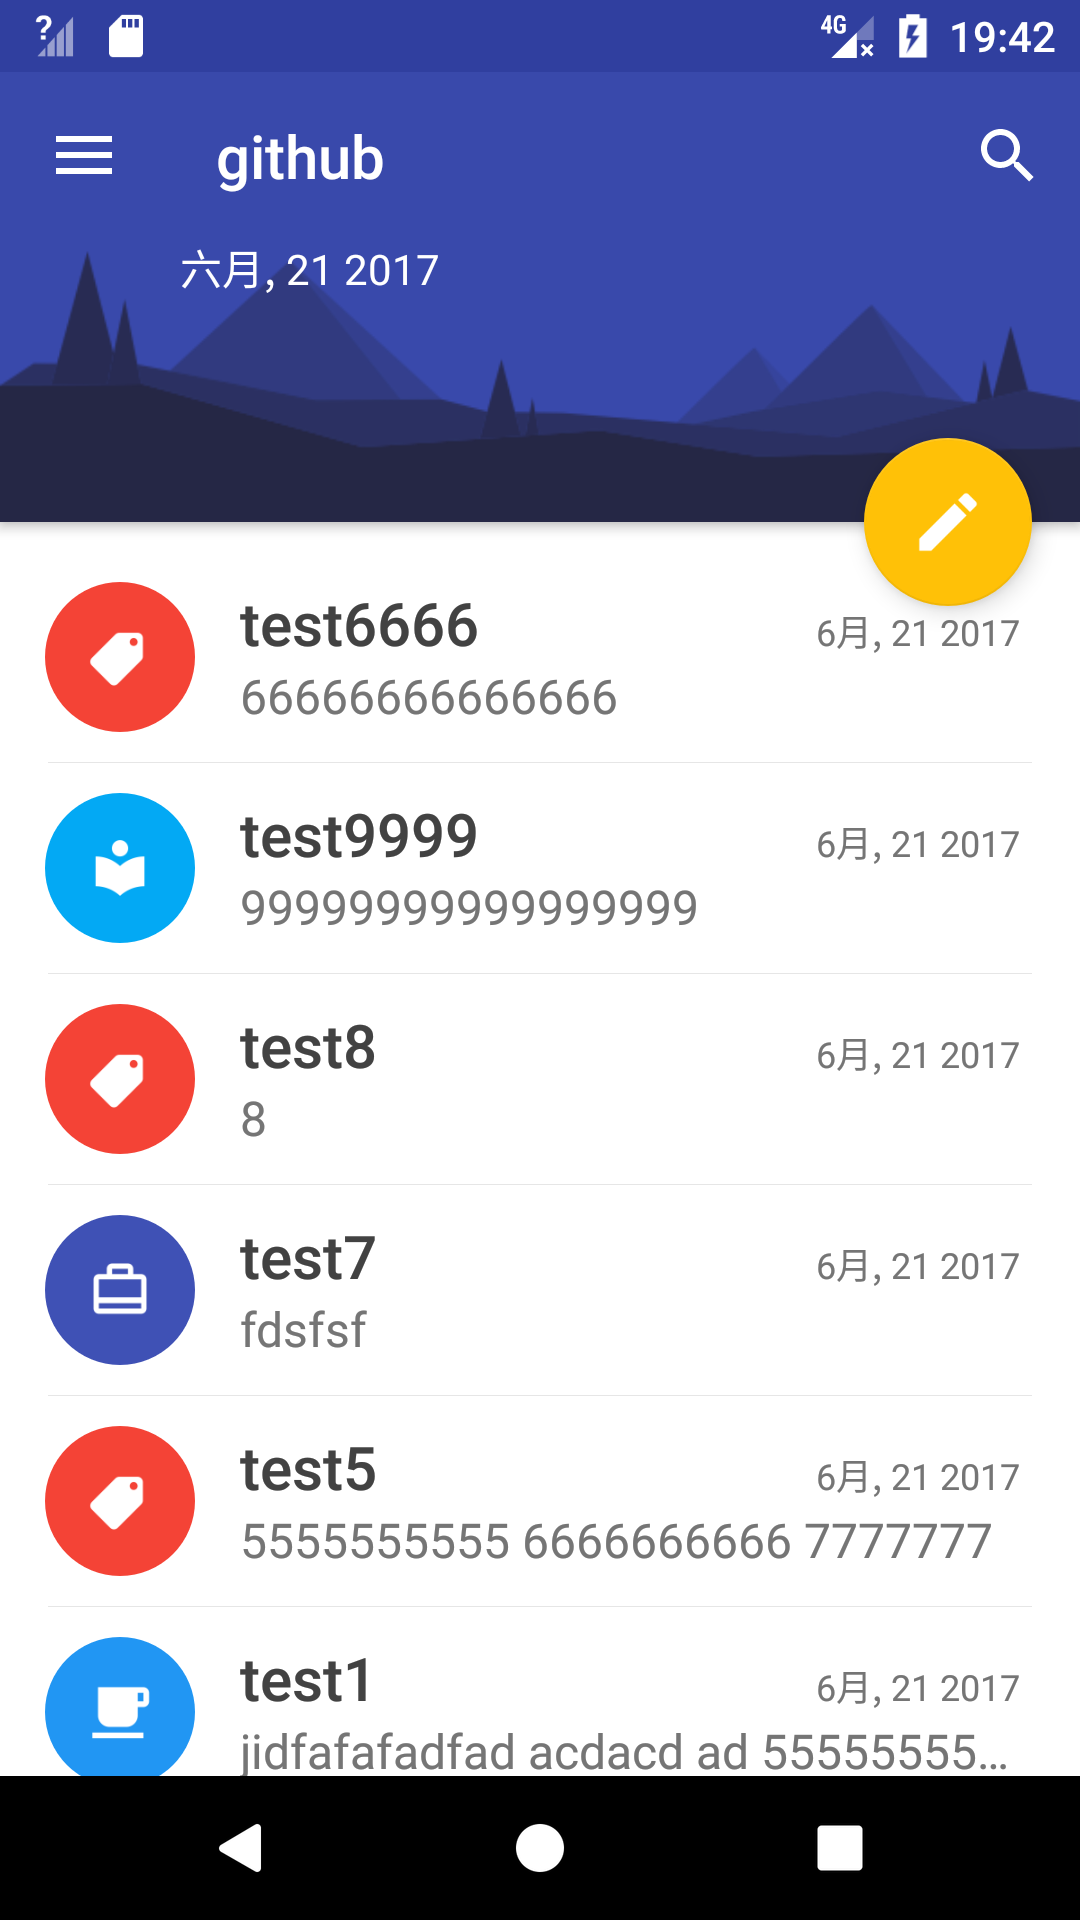 ? 4G 19:42
github
六月, 21 2017
test6666 6月, 21 2017
66666666666666
test9999 6月, 21 2017
99999999999999999
test8 6月, 21 2017
8
test7 6月, 21 2017
fdsfsf
test5 6月, 21 2017
5555555555 6666666666 7777777
test1 6月, 21 2017
jidfafafadfad acdacd ad 55555555...